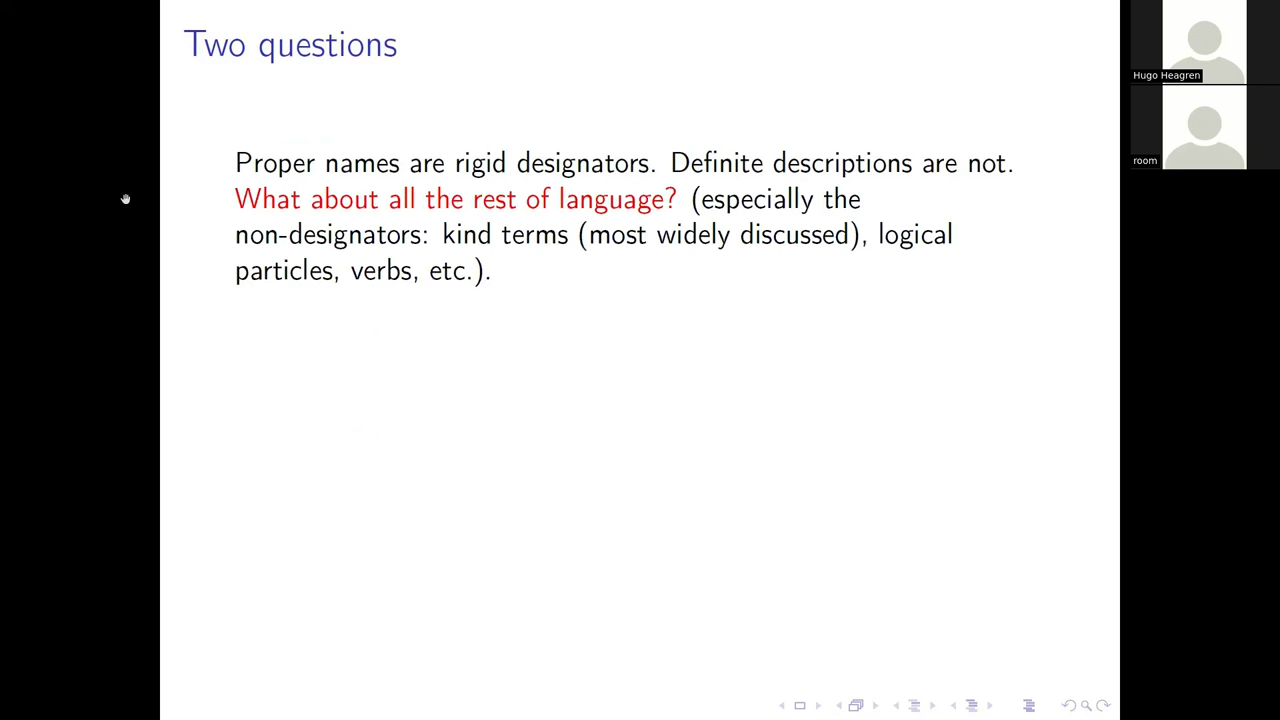 Two questions
Hugo Heagren
room
Proper names are rigid designators. Definite descriptions are not.
What about all the rest of language? (especially the
non-designators: kind terms (most widely discussed), logical
particles, verbs, etc.).